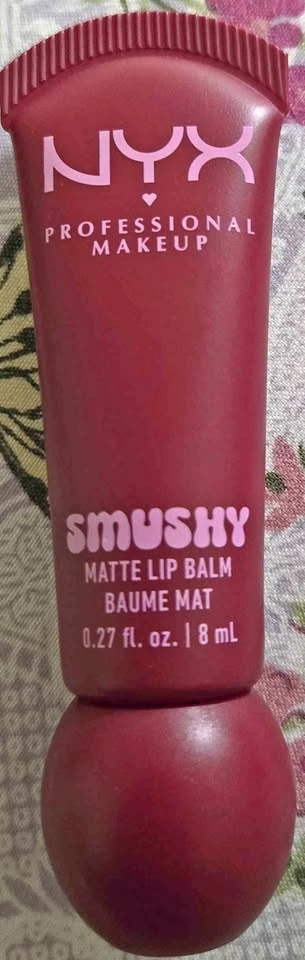 NYX
PROFESSIONAL
MAKEUP
SMUSHY
MATTE LIP BALM
BAUME MAT
0.27 fl. oz. | 8 mL